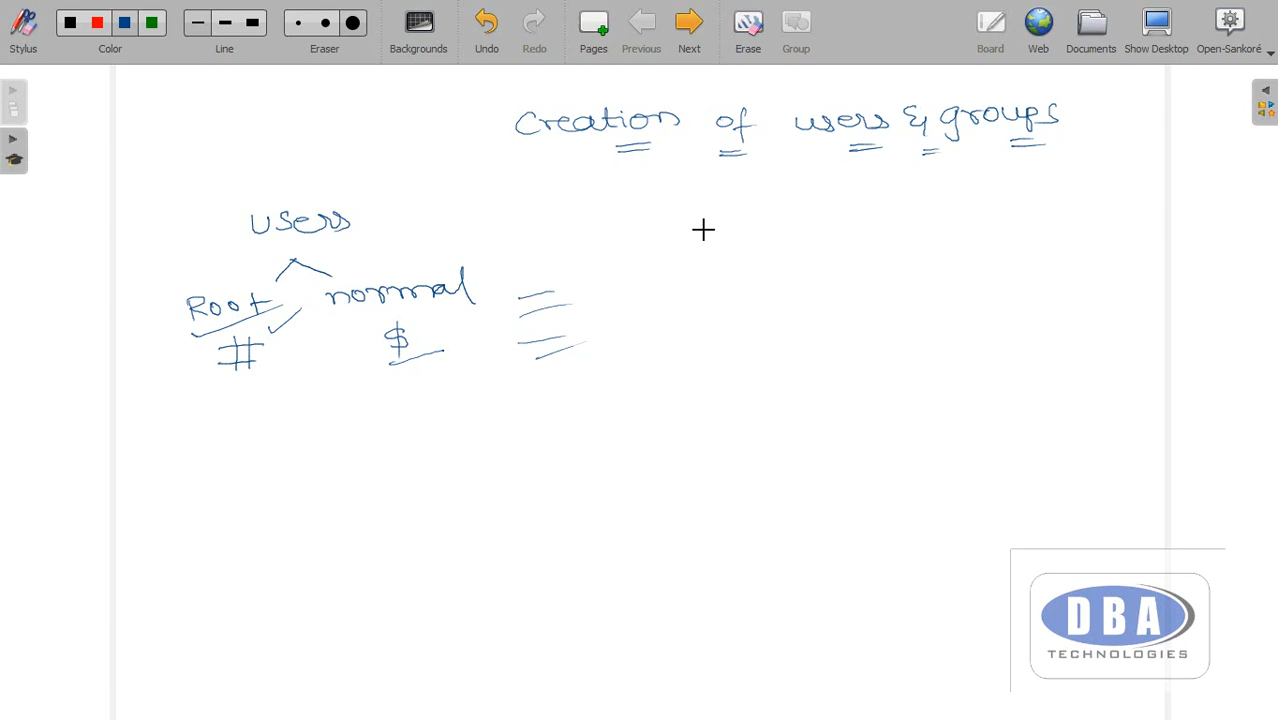 Stylus Color Line Eraser Backgrounds Undo Redo Pages Previous Next Erase Group Board Web Documents Show Desktop Open-Sankoré
Creation of users & groups
users
Root normal
# $
DBA
TECHNOLOGIES